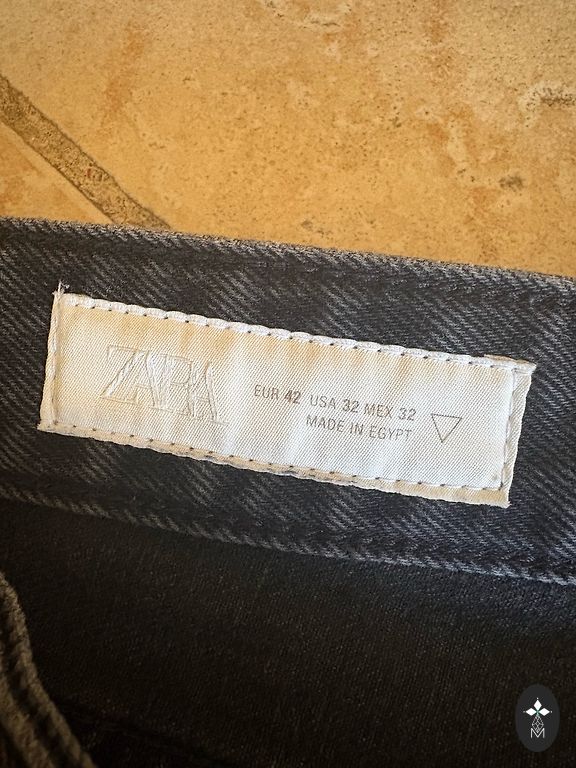 ZARA
EUR 42 USA 32 MEX 32
MADE IN EGYPT
M